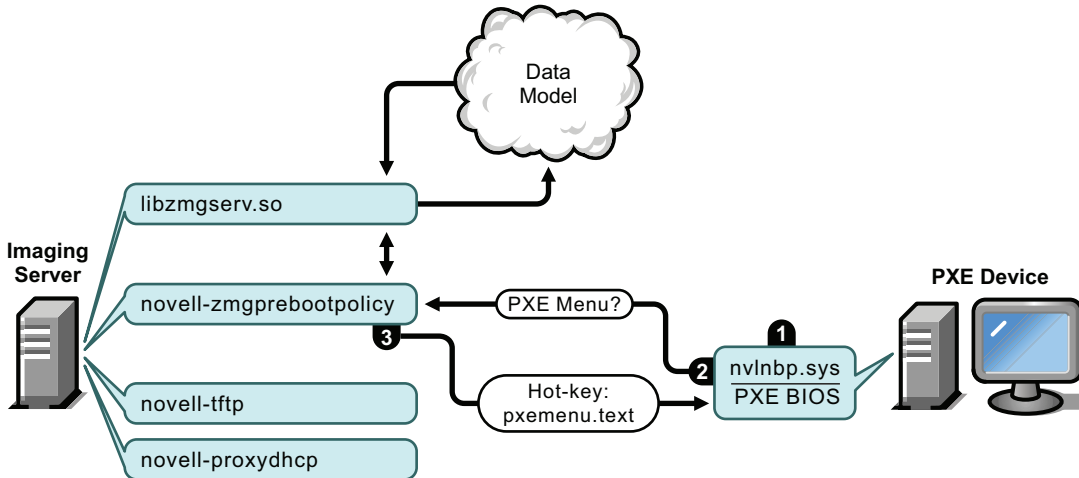 Data
Model
libzmgserv.so
Imaging
Server
PXE Device
novell-zmgprebootpolicy
PXE Menu?
3
1
2
nvlnbp.sys
PXE BIOS
Hot-key:
pxemenu.text
novell-tftp
novell-proxydhcp